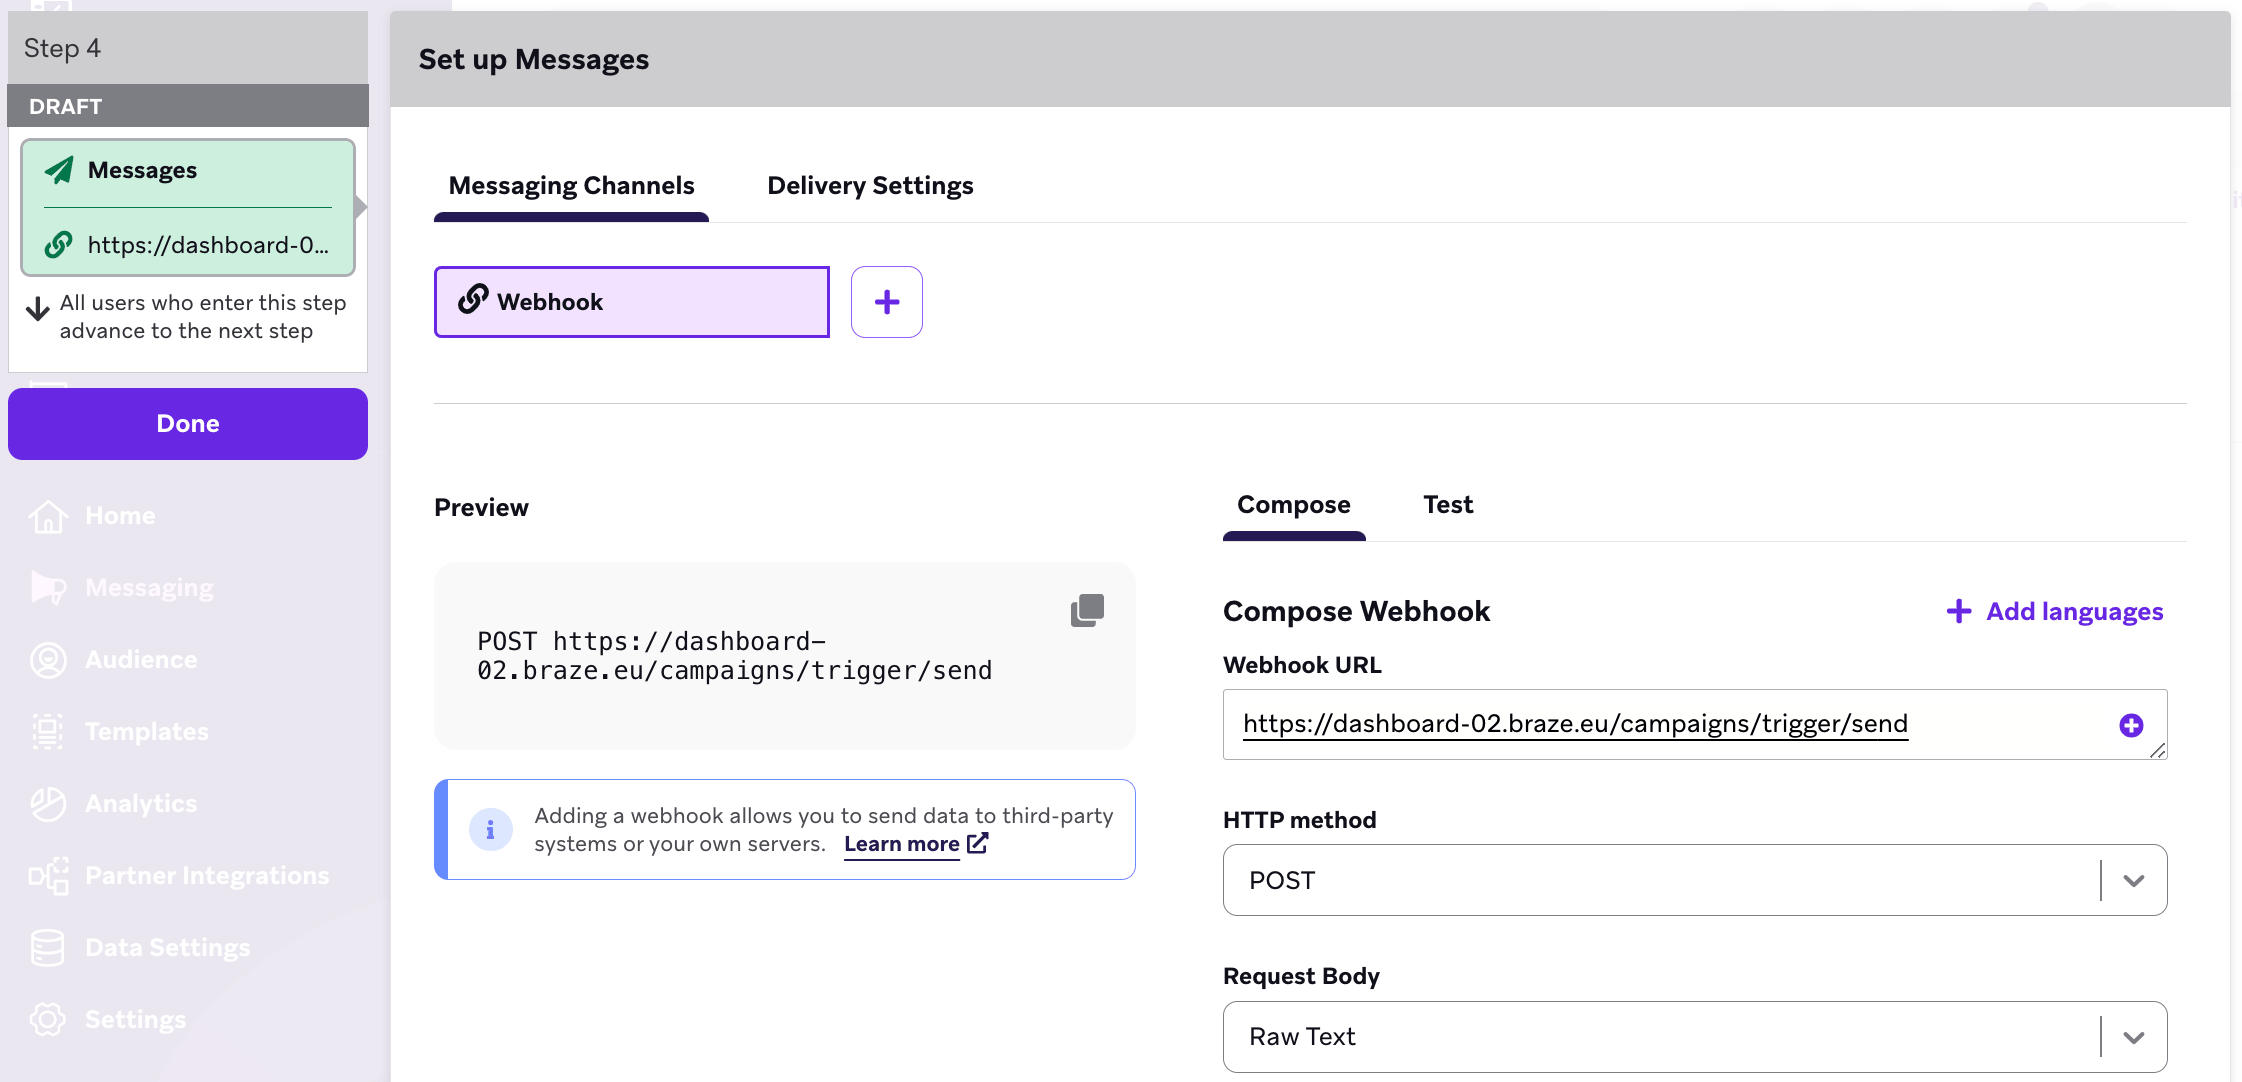 Step 4
DRAFT
Messages
https://dashboard-0...
All users who enter this step
advance to the next step
Done
Home
Messaging
Audience
Templates
Analytics
Partner Integrations
Data Settings
Settings
Set up Messages
Messaging Channels
Delivery Settings
Webhook
Preview
POST https://dashboard-
02.braze.eu/campaigns/trigger/send
Adding a webhook allows you to send data to third-party
systems or your own servers. Learn more
Compose
Test
Compose Webhook
Add languages
Webhook URL
https://dashboard-02.braze.eu/campaigns/trigger/send
HTTP method
POST
Request Body
Raw Text